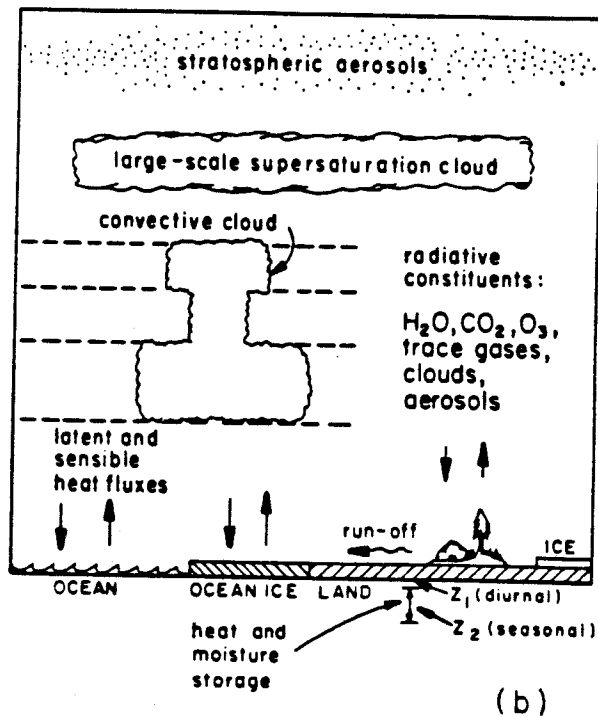 stratospheric aerosols
large-scale supersaturation cloud
convective cloud
radiative
constituents:
H₂O, CO₂, O₃,
trace gases,
clouds,
aerosols
latent and
sensible
heat fluxes
run-off
ICE
OCEAN
OCEAN ICE
LAND
Z₁ (diurnal)
Z₂ (seasonal)
heat and
moisture
storage
(b)